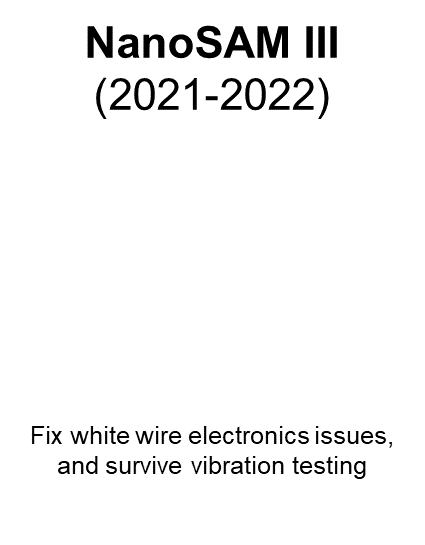 NanoSAM III
(2021-2022)
Fix white wire electronics issues,
and survive vibration testing